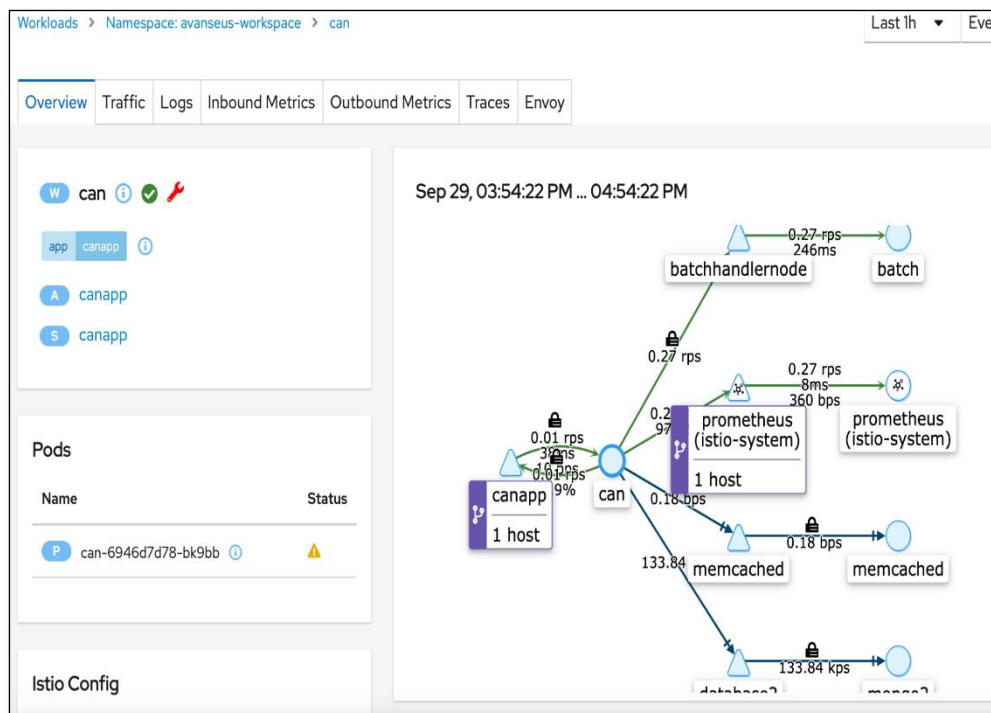 Workloads > Namespace: avanseus-workspace > can
Last 1h
Eve
Overview
Traffic
Logs
Inbound Metrics
Outbound Metrics
Traces
Envoy
W can
app canapp
A canapp
S canapp
Pods
Name Status
P can-6946d7d78-bk9bb
Istio Config
Sep 29, 03:54:22 PM ... 04:54:22 PM
0.27 rps
246ms
batchhandlernode
batch
0.27 rps
0.27 rps
8ms
360 bps
prometheus
(istio-system)
1 host
prometheus
(istio-system)
0.01 rps
0.01 rps
canapp
1 host
can
0.18 bps
0.18 bps
memcached
memcached
133.84
133.84 kps